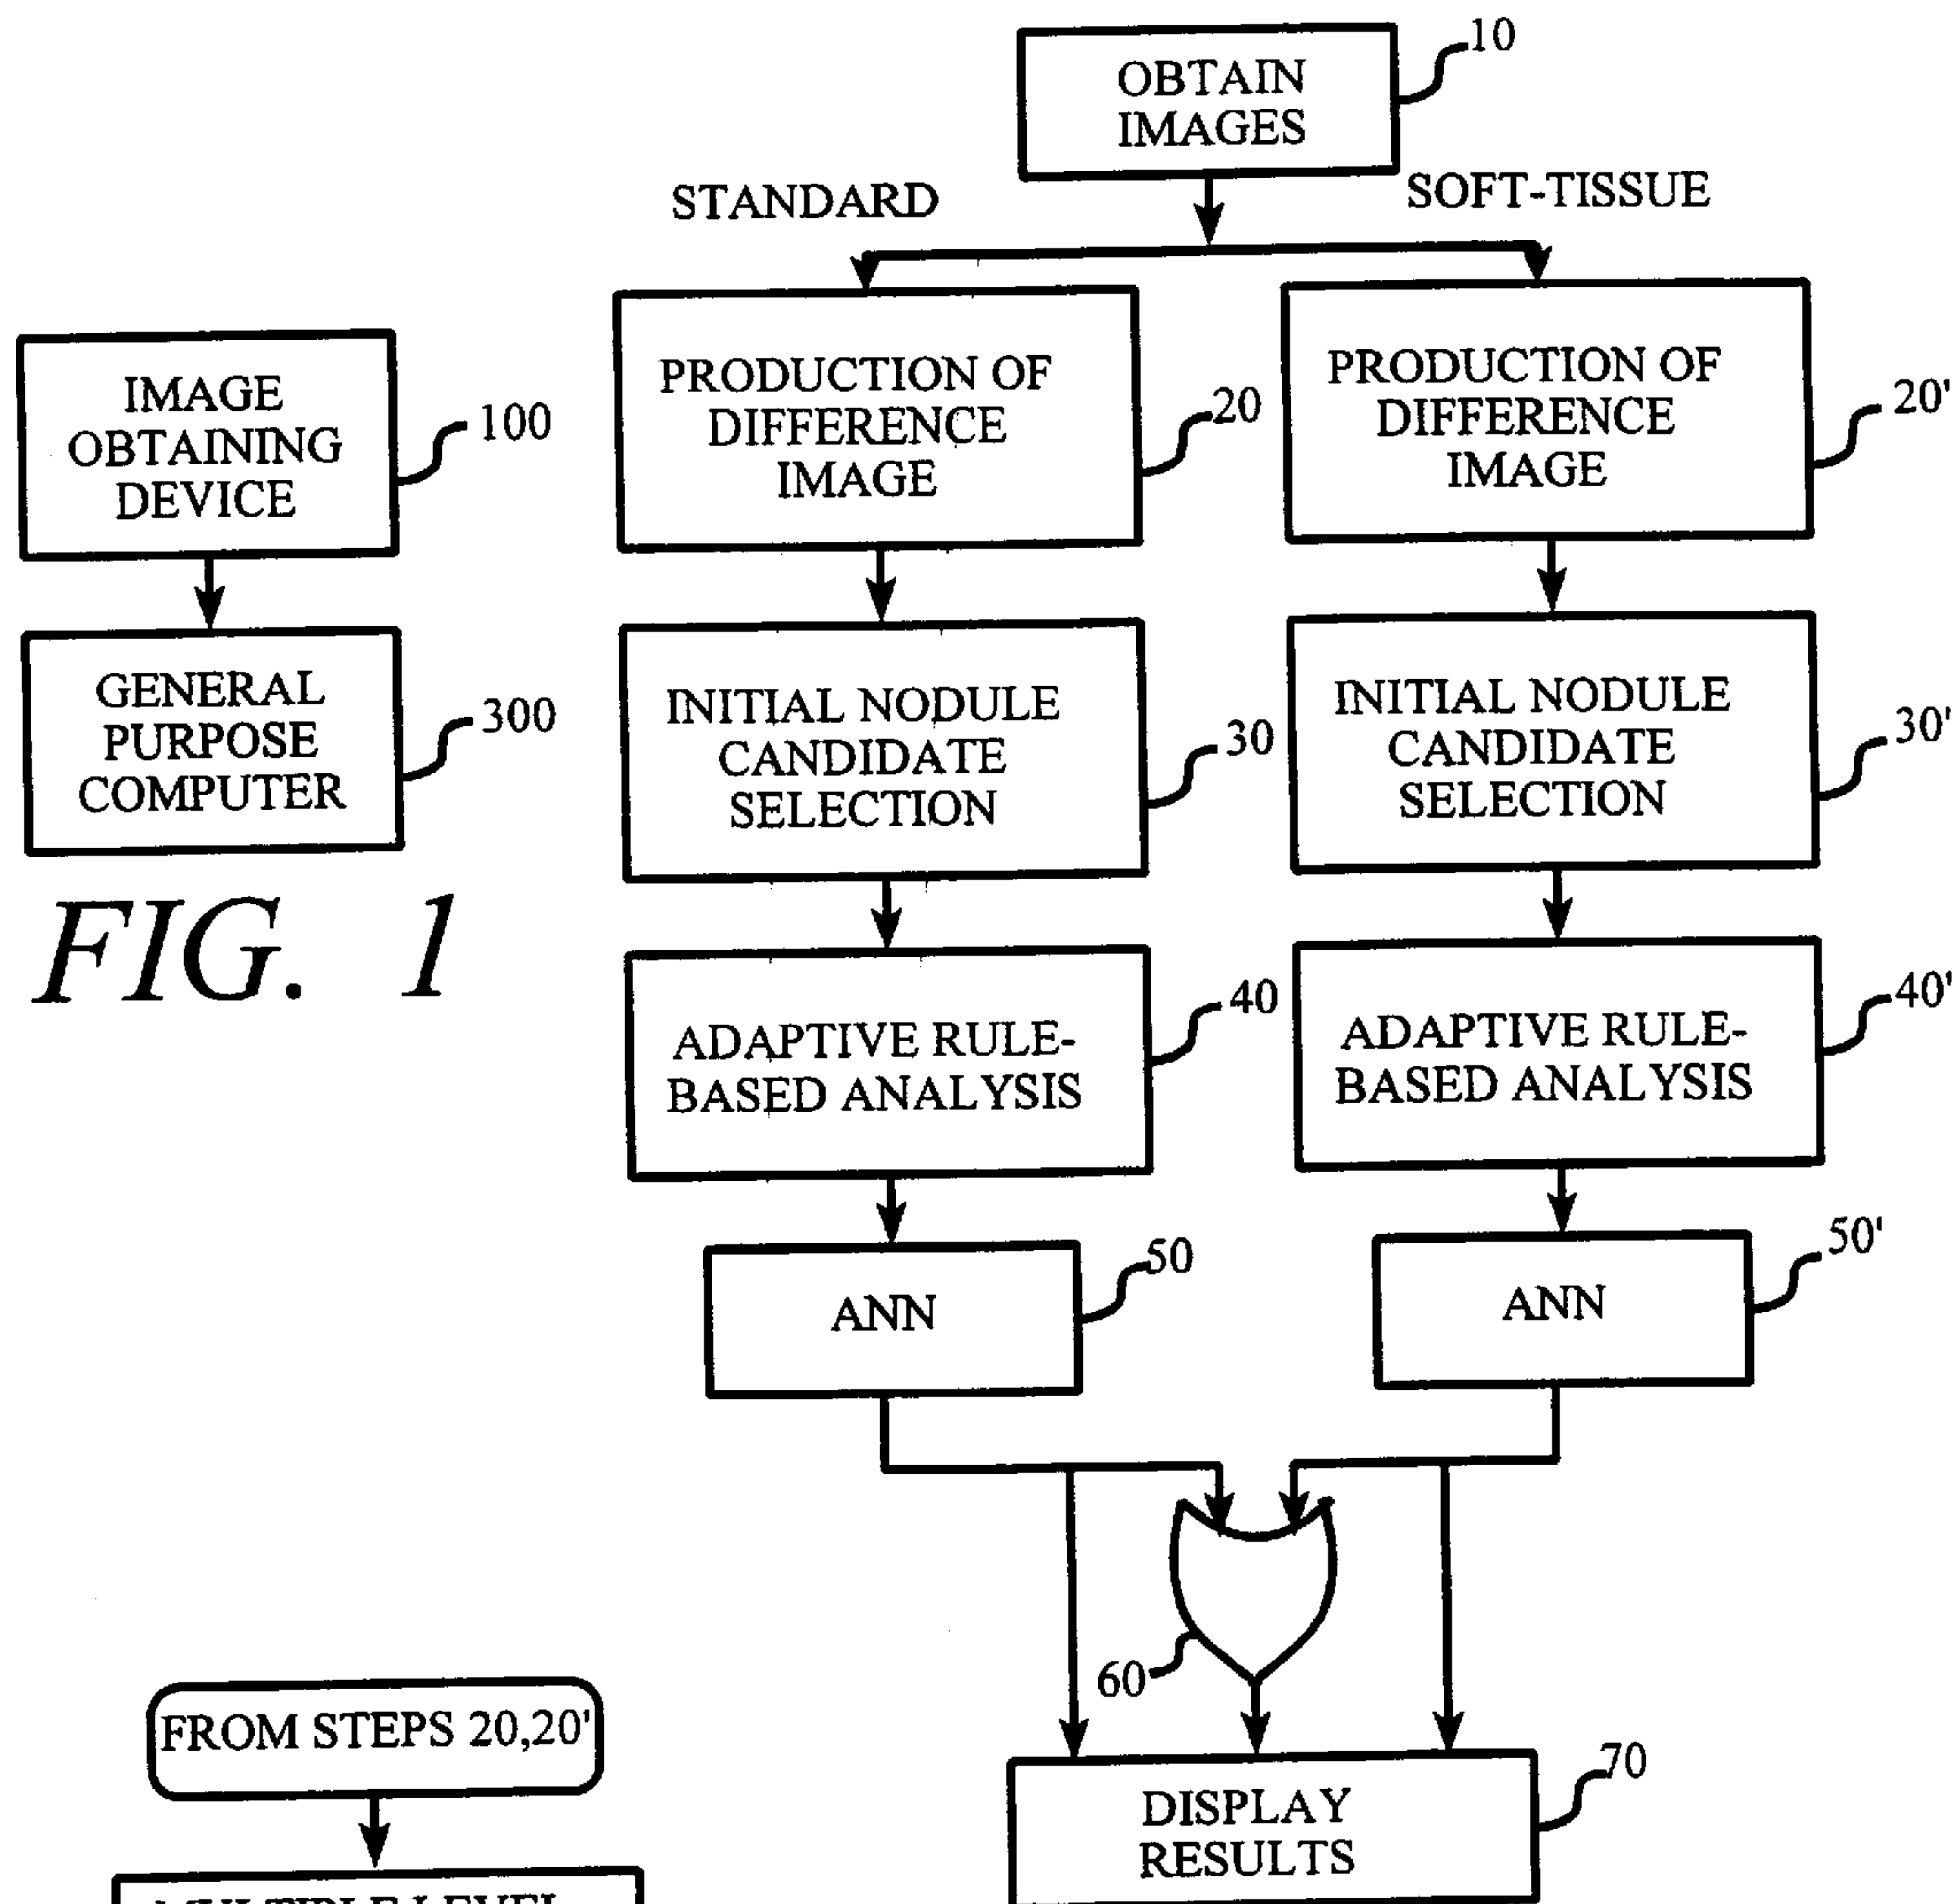 OBTAIN
IMAGES
10
STANDARD
SOFT-TISSUE
IMAGE
OBTAINING
DEVICE
100
GENERAL
PURPOSE
COMPUTER
300
FIG. 1
PRODUCTION OF
DIFFERENCE
IMAGE
20
PRODUCTION OF
DIFFERENCE
IMAGE
20'
INITIAL NODULE
CANDIDATE
SELECTION
30
INITIAL NODULE
CANDIDATE
SELECTION
30'
ADAPTIVE RULE-
BASED ANALYSIS
40
ADAPTIVE RULE-
BASED ANALYSIS
40'
ANN
50
ANN
50'
60
DISPLAY
RESULTS
70
FROM STEPS 20,20'
MULTIPLE LEVEL